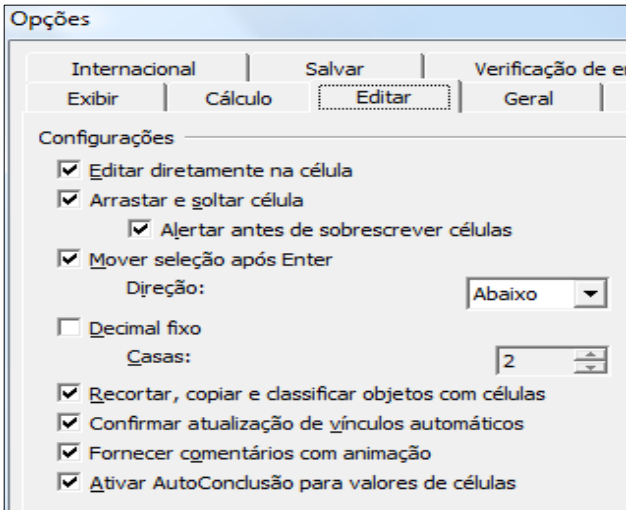 Opções
Internacional Salvar Verificação de
Exibir Cálculo Editar Geral
Configurações
Editar diretamente na célula
Arrastar e soltar célula
Alertar antes de sobrescrever células
Mover seleção após Enter
Direção: Abaixo
Decimal fixo
Casas: 2
Recortar, copiar e classificar objetos com células
Confirmar atualização de vínculos automáticos
Fornecer comentários com animação
Ativar AutoConclusão para valores de células